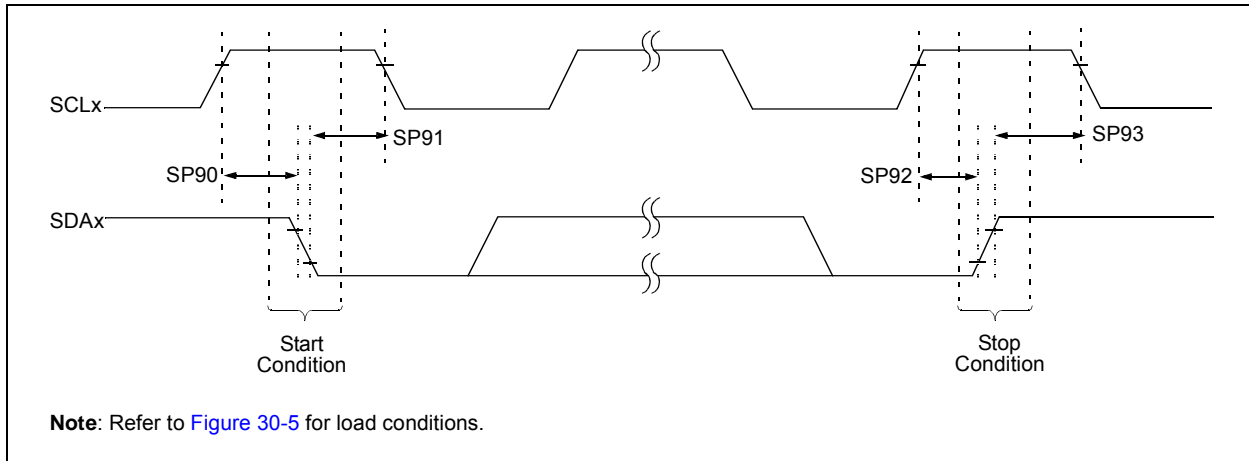 SCLx
SP91
SP93
SP90
SP92
SDAx
Start
Condition
Stop
Condition
Note: Refer to Figure 30-5 for load conditions.